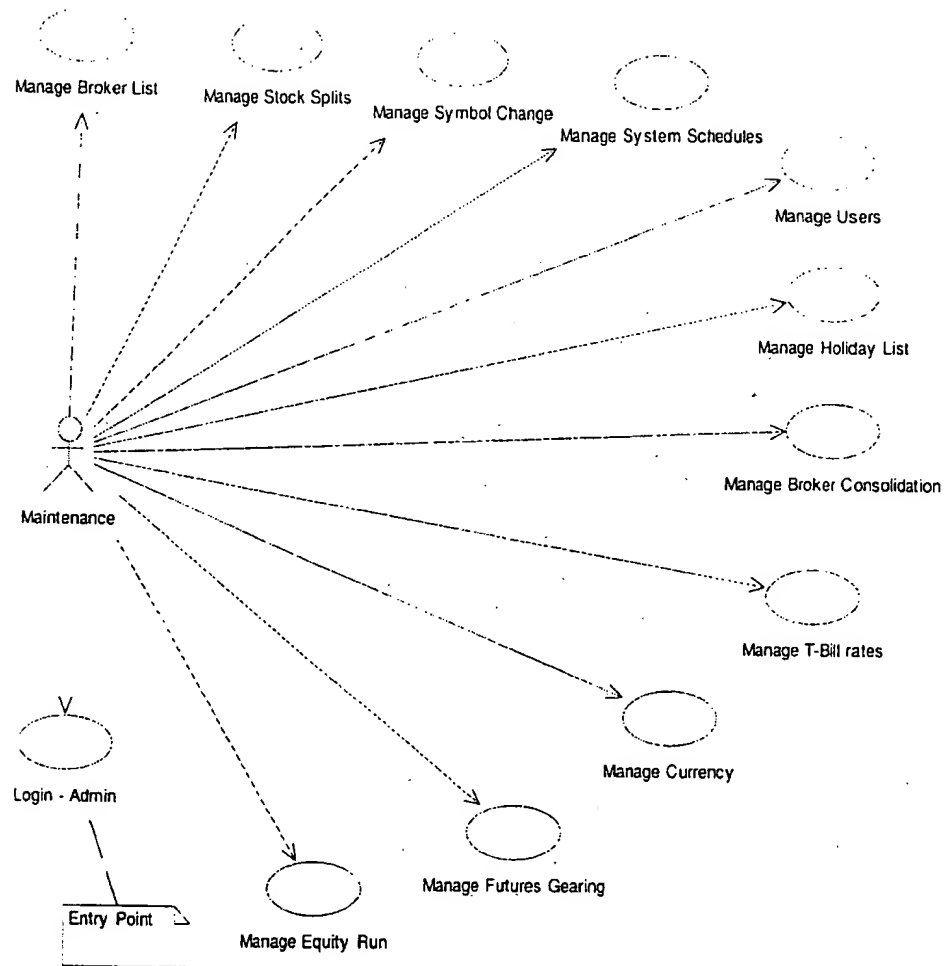 Manage Broker List
Manage Stock Splits
Manage Symbol Change
Manage System Schedules
Manage Users
Manage Holiday List
Manage Broker Consolidation
Maintenance
Manage T-Bill rates
Manage Currency
Login - Admin
Manage Futures Gearing
Entry Point
Manage Equity Run